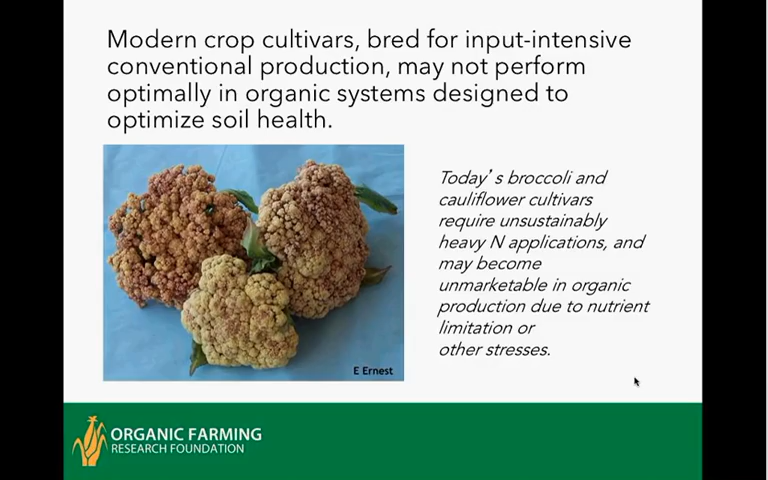 Modern crop cultivars, bred for input-intensive
conventional production, may not perform
optimally in organic systems designed to
optimize soil health.
Today's broccoli and
cauliflower cultivars
require unsustainably
heavy N applications, and
may become
unmarketable in organic
production due to nutrient
limitation or
other stresses.
E Ernest
ORGANIC FARMING
RESEARCH FOUNDATION